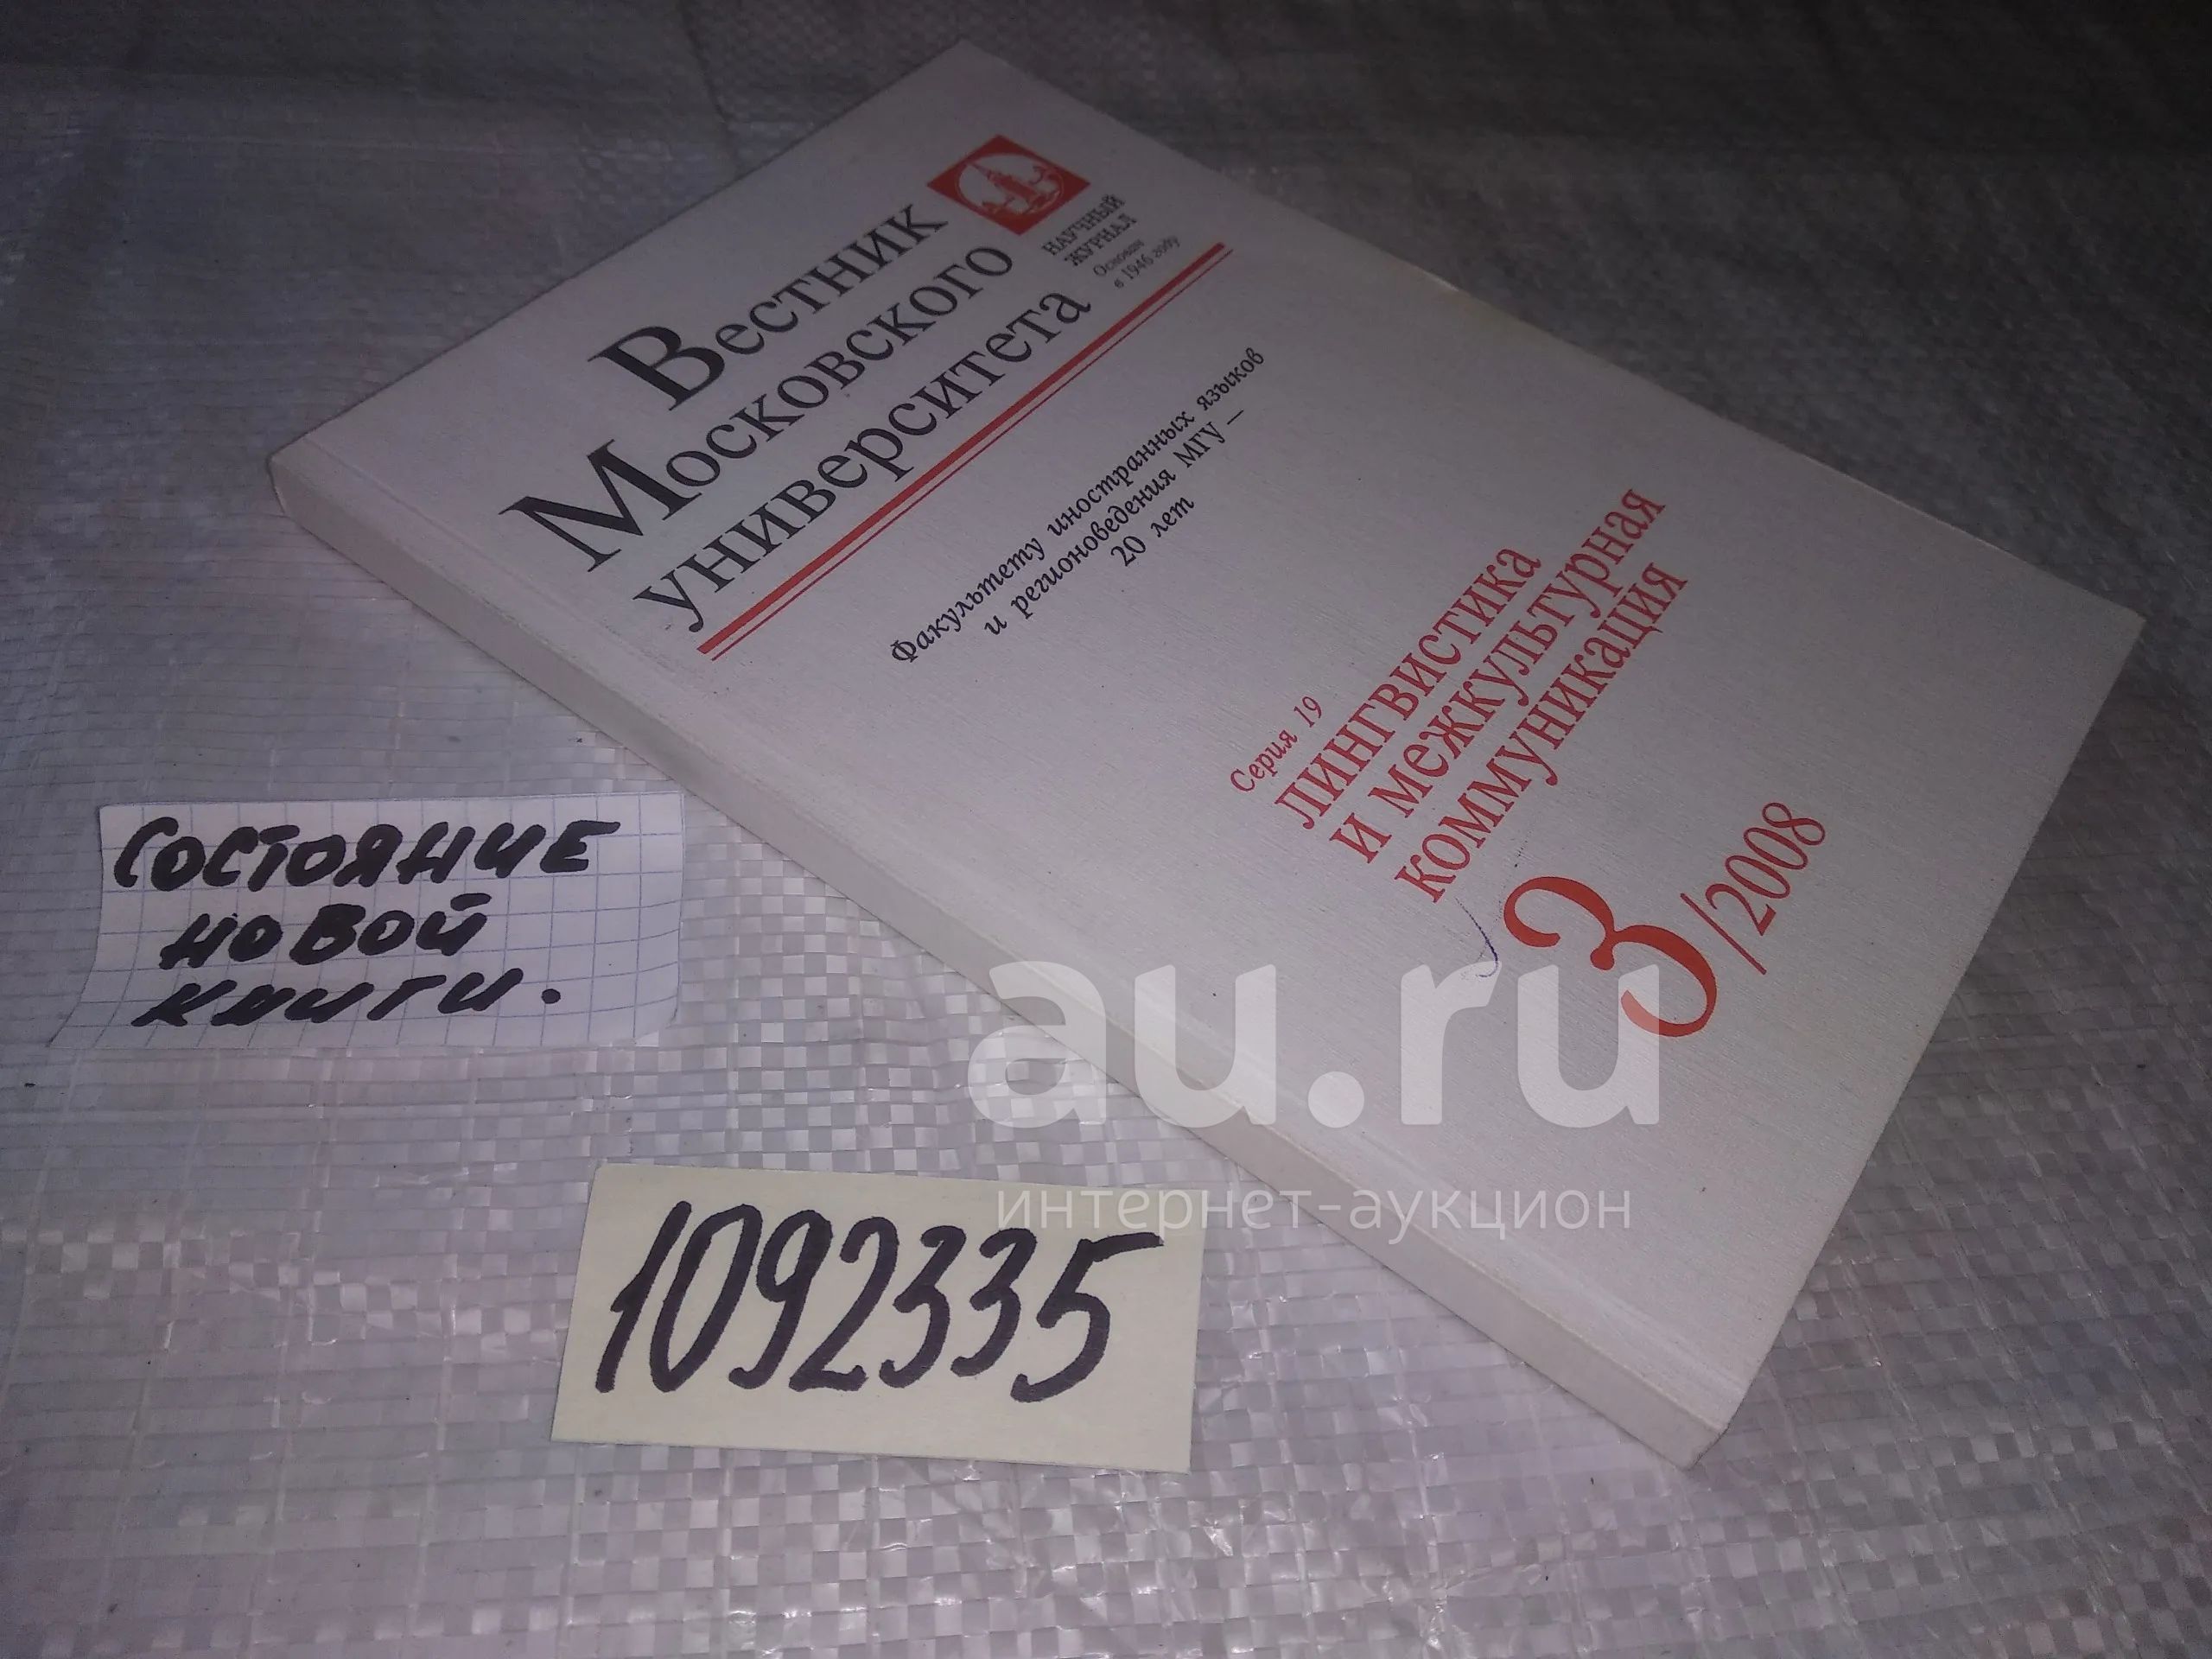 Вестник
Московского
университета
НАУЧНЫЙ
ЖУРНАЛ
Основан
в 1946 году
Факультету иностранных языков
и регионоведения МГУ —
20 лет
Серия 19
ЛИНГВИСТИКА
И МЕЖКУЛЬТУРНАЯ
КОММУНИКАЦИЯ
3/2008
СОСТОЯНИЕ
НОВОЙ
КНИГИ.
1092335
au.ru
интернет-аукцион